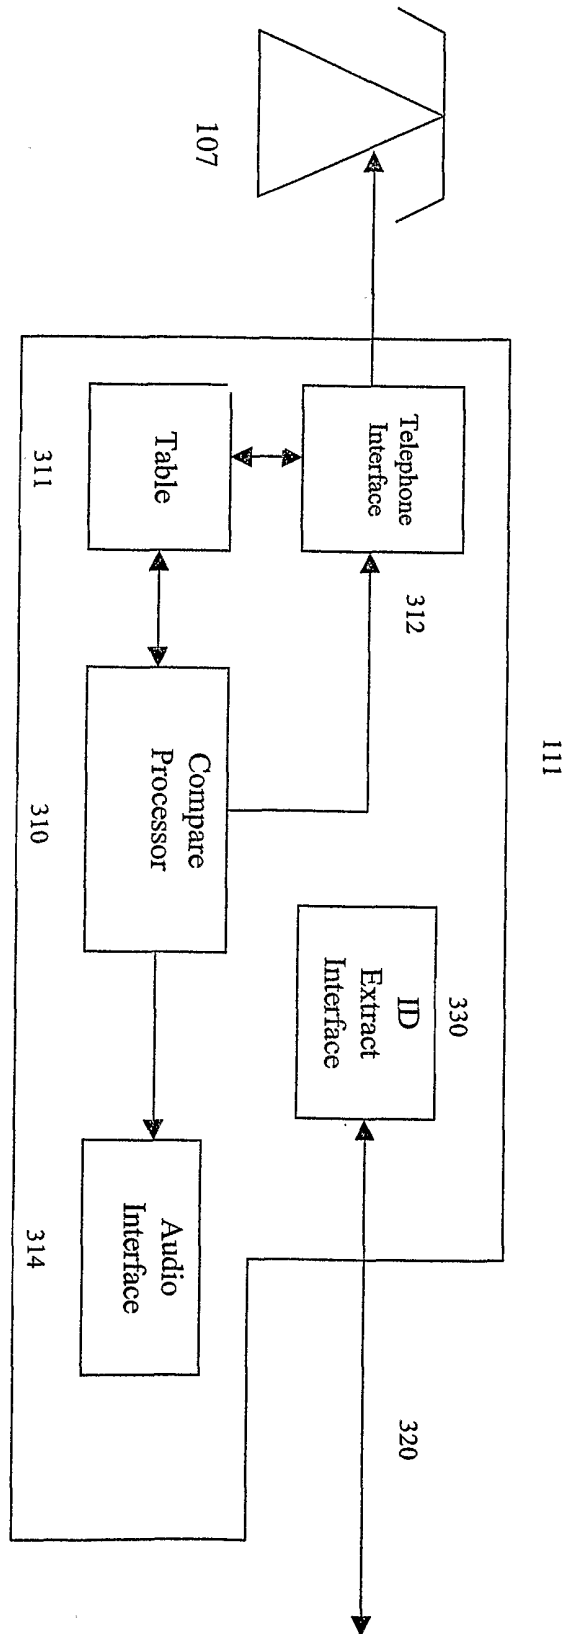 111
107
Telephone
Interface
312
Table
311
Compare
Processor
310
330
ID
Extract
Interface
320
Audio
Interface
314